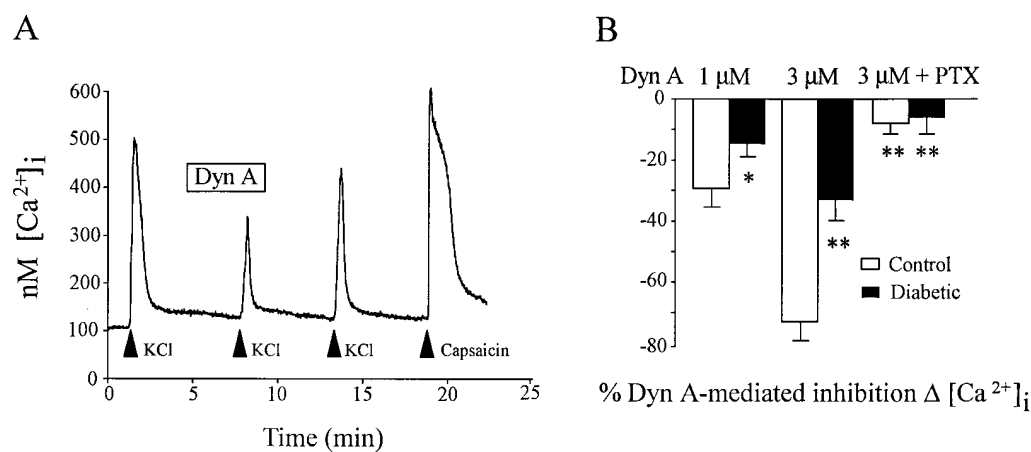 A
nM [Ca2+]i
600
500
400
300
200
100
0
Dyn A
KCl
KCl
KCl
Capsaicin
0
5
10
15
20
25
Time (min)
B
Dyn A 1 μM 3 μM 3 μM + PTX
0
-20
-40
-60
-80
*
**
**
**
Control
Diabetic
% Dyn A-mediated inhibition Δ [Ca 2+]i